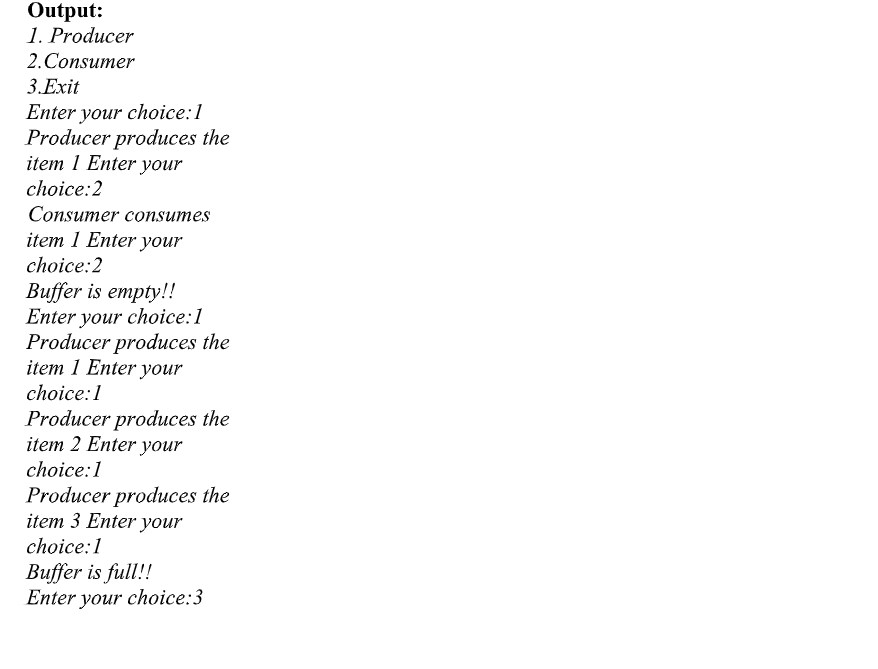 Output:
1. Producer
2.Consumer
3.Exit
Enter your choice:1
Producer produces the
item 1 Enter your
choice:2
Consumer consumes
item 1 Enter your
choice:2
Buffer is empty!!
Enter your choice:1
Producer produces the
item 1 Enter your
choice:1
Producer produces the
item 2 Enter your
choice:1
Producer produces the
item 3 Enter your
choice:1
Buffer is full!!
Enter your choice:3